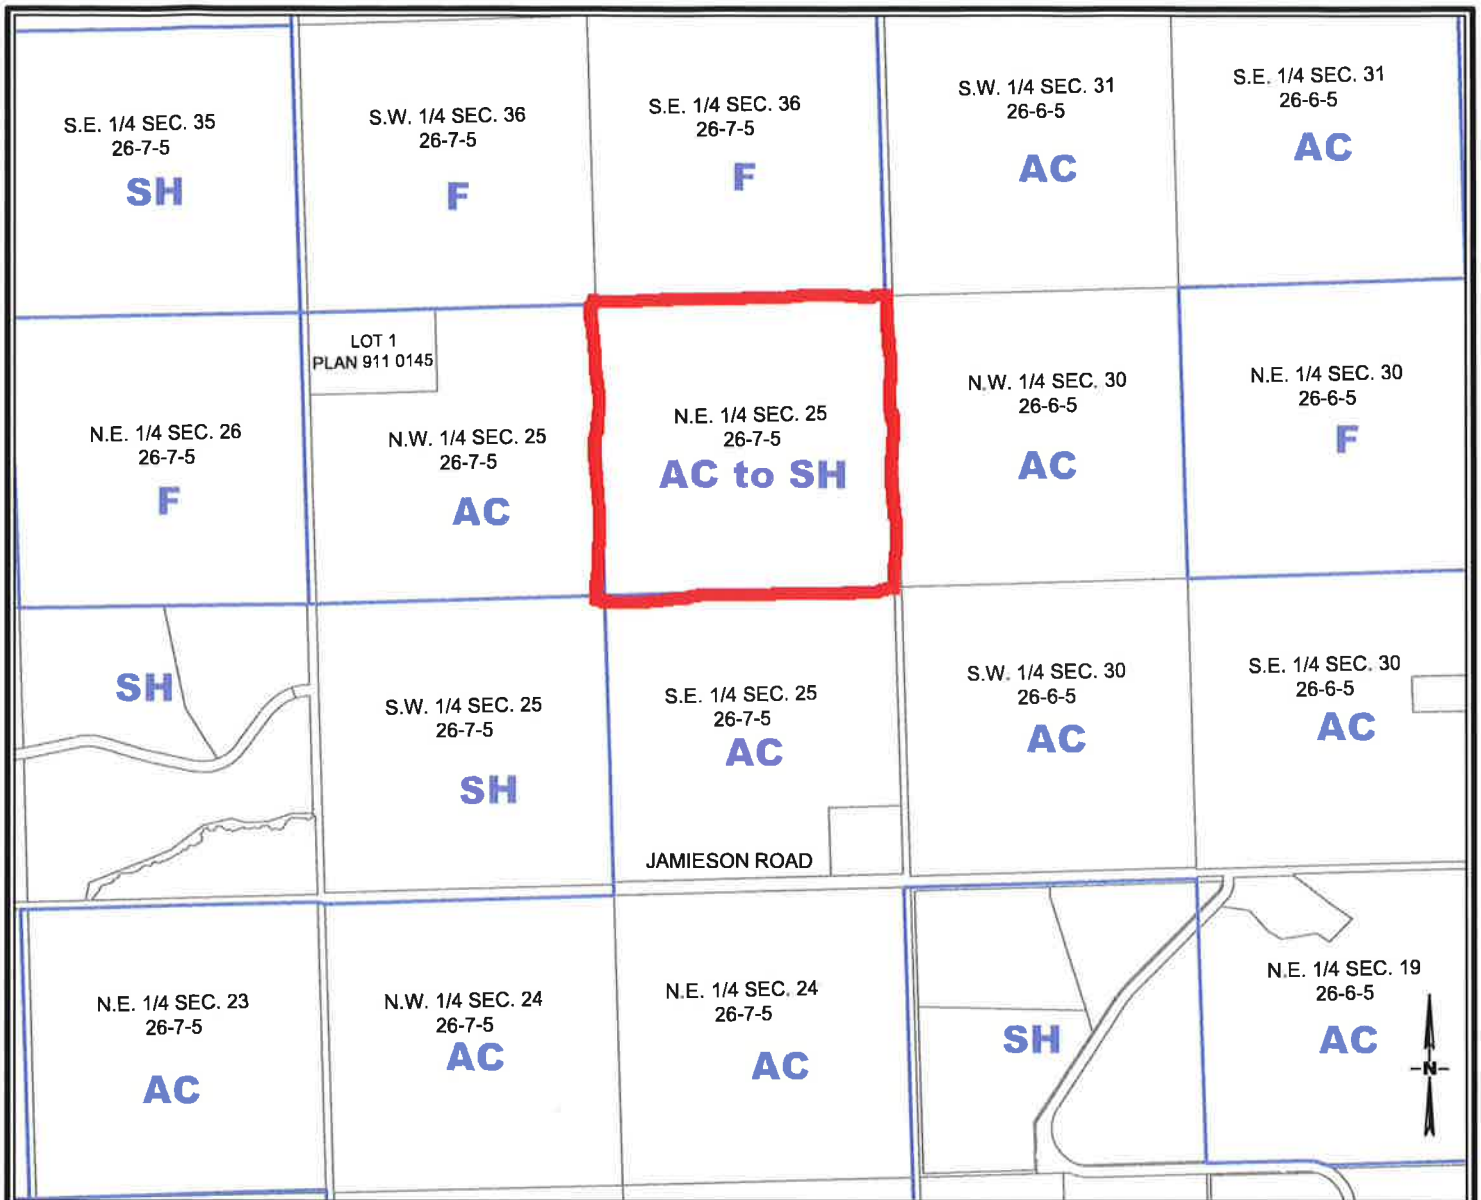 S.E. 1/4 SEC. 35
26-7-5
SH
S.W. 1/4 SEC. 36
26-7-5
F
S.E. 1/4 SEC. 36
26-7-5
F
S.W. 1/4 SEC. 31
26-6-5
AC
S.E. 1/4 SEC. 31
26-6-5
AC
N.E. 1/4 SEC. 26
26-7-5
F
LOT 1
PLAN 911 0145
N.W. 1/4 SEC. 25
26-7-5
AC
N.E. 1/4 SEC. 25
26-7-5
AC to SH
N.W. 1/4 SEC. 30
26-6-5
AC
N.E. 1/4 SEC. 30
26-6-5
F
SH
S.W. 1/4 SEC. 25
26-7-5
SH
S.E. 1/4 SEC. 25
26-7-5
AC
JAMIESON ROAD
S.W. 1/4 SEC. 30
26-6-5
AC
S.E. 1/4 SEC. 30
26-6-5
AC
N.E. 1/4 SEC. 23
26-7-5
AC
N.W. 1/4 SEC. 24
26-7-5
AC
N.E. 1/4 SEC. 24
26-7-5
AC
SH
N.E. 1/4 SEC. 19
26-6-5
AC
-N-